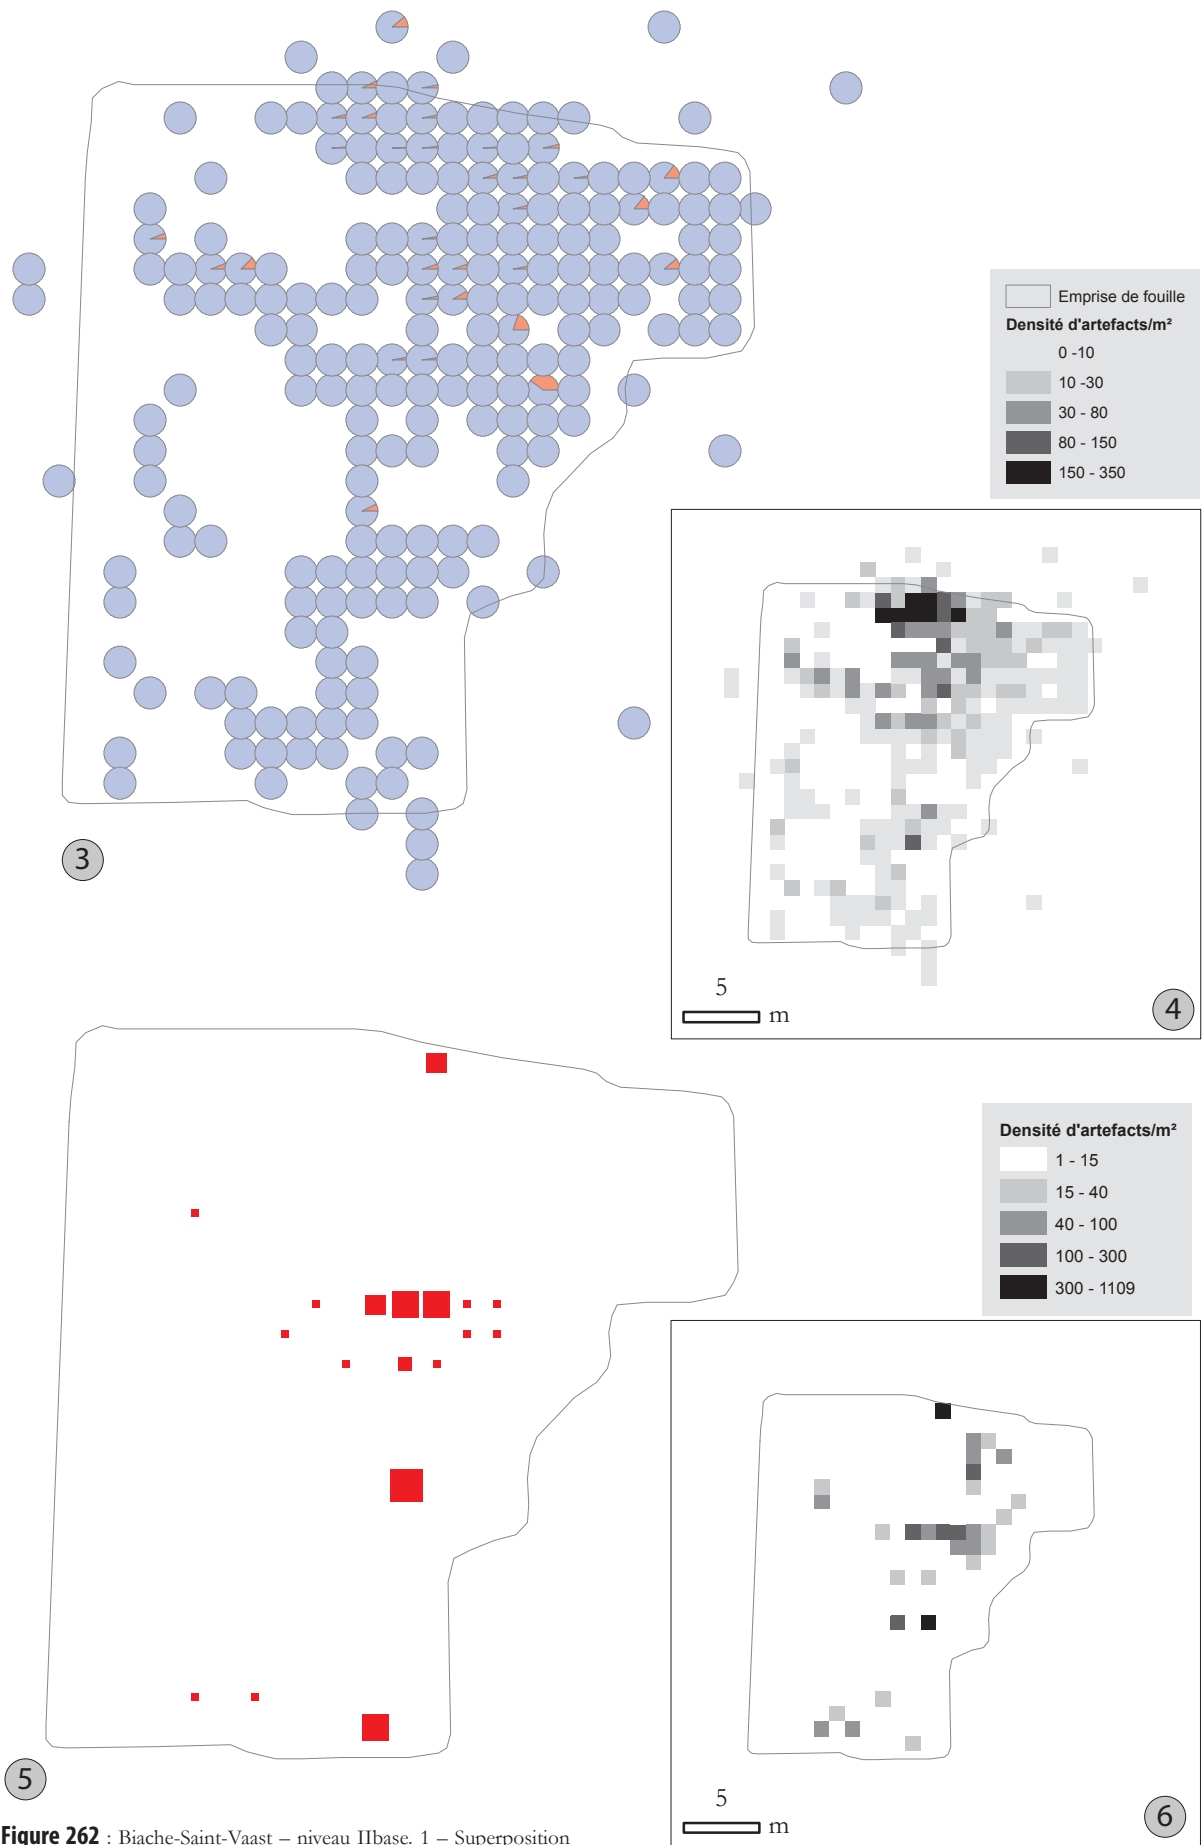 3
Emprise de fouille
Densité d'artefacts/m²
0 -10
10 -30
30 - 80
80 - 150
150 - 350
5
m
4
Densité d'artefacts/m²
1 - 15
15 - 40
40 - 100
100 - 300
300 - 1109
5
5
m
6
Figure 262 : Biache-Saint-Vaast – niveau IIbase. 1 – Superposition